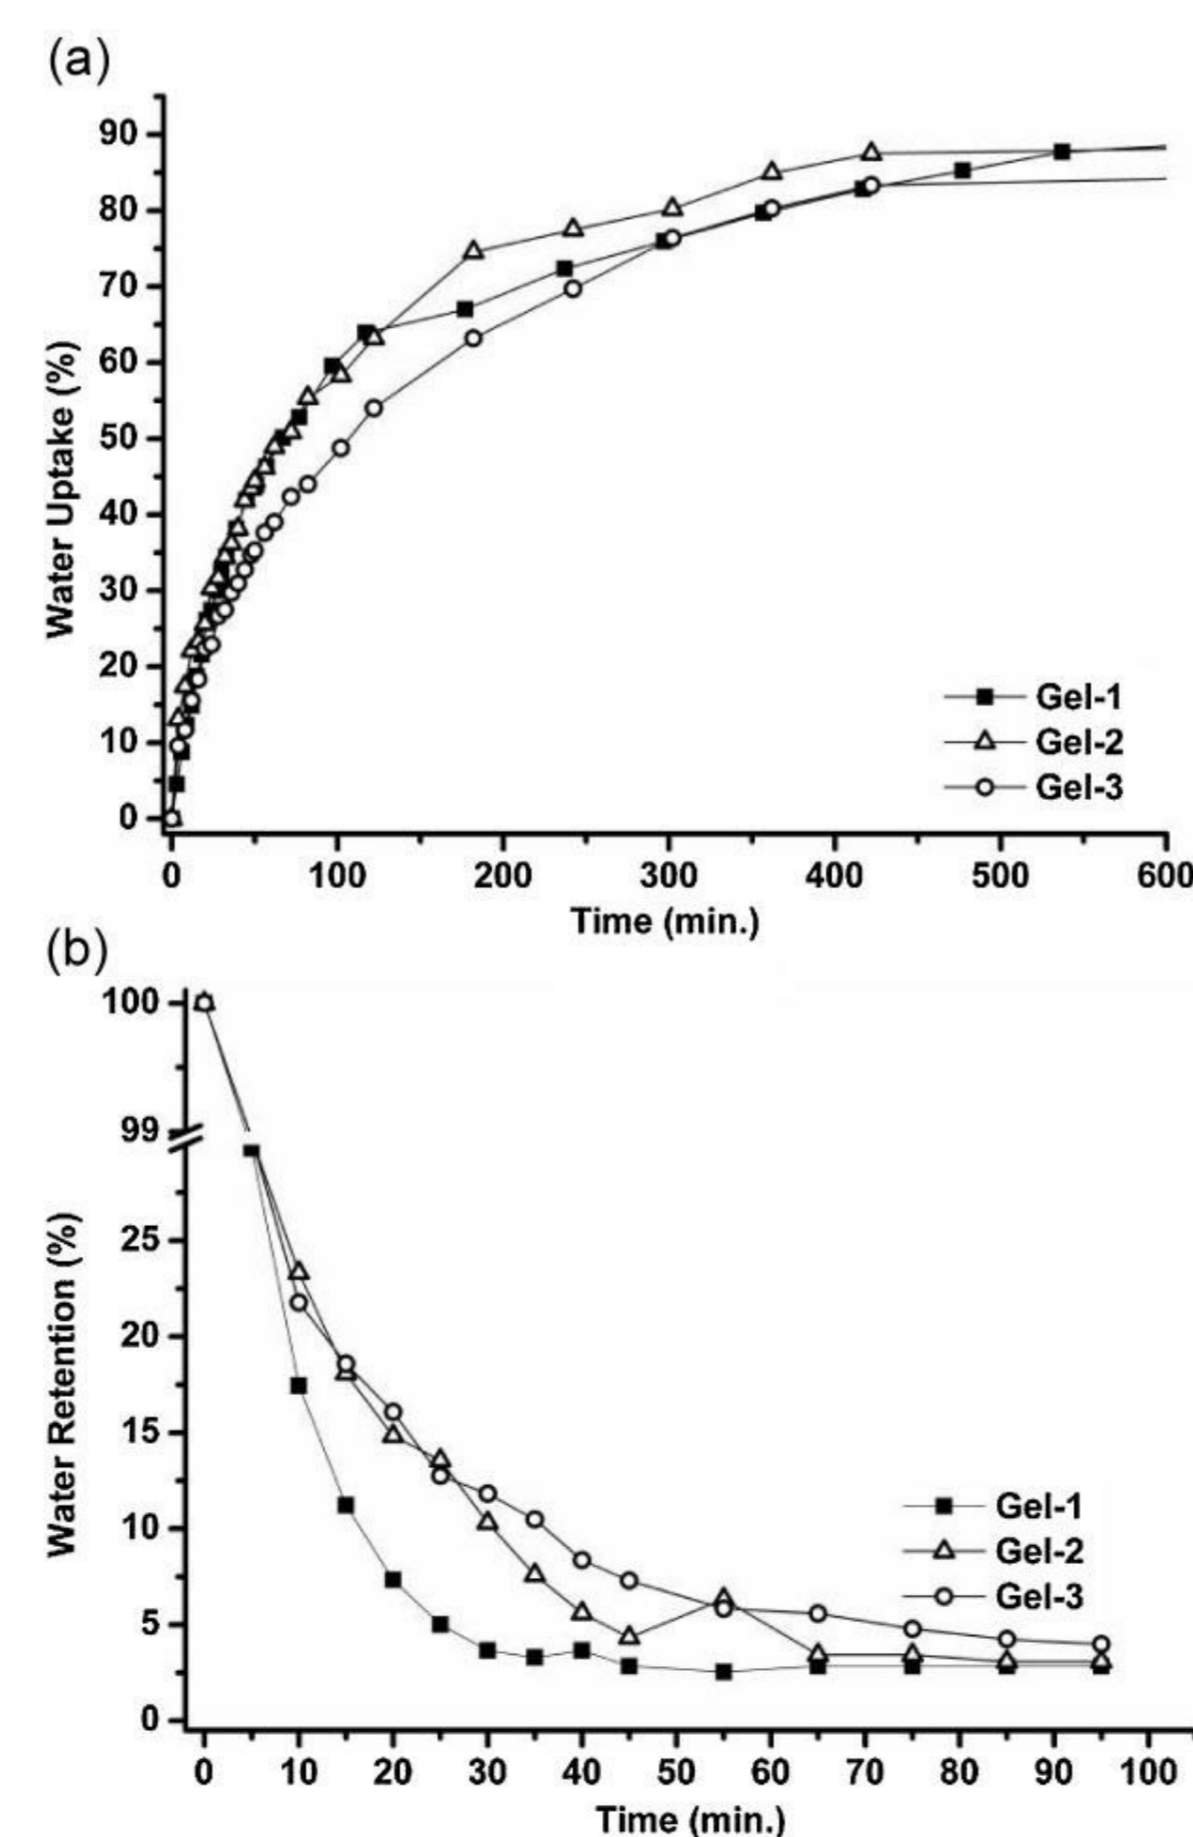 (a)
90
80
70
60
50
40
30
20
10
0
Water Uptake (%)
Gel-1
Gel-2
Gel-3
0 100 200 300 400 500 600
Time (min.)
(b)
100
99
25
20
15
10
5
0
Water Retention (%)
Gel-1
Gel-2
Gel-3
0 10 20 30 40 50 60 70 80 90 100
Time (min.)